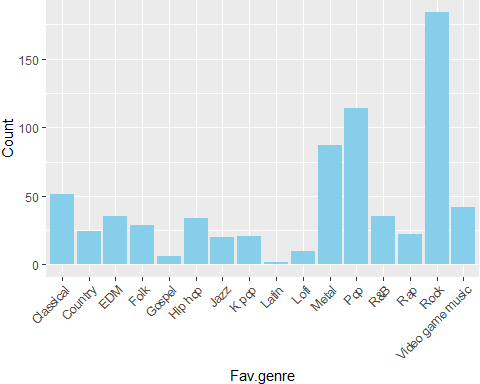 Count
150
100
50
0
Classical
Country
EDM
Folk
Gospel
Hip hop
Jazz
K pop
Latin
Lofi
Metal
Pop
R&B
Rap
Rock
Video game music
Fav.genre